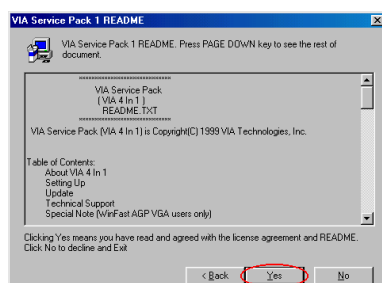 VIA Service Pack 1 README
VIA Service Pack 1 README. Press PAGE DOWN key to see the rest of
document.
VIA Service Pack
( VIA 4 In 1 )
README.TXT
VIA Service Pack (VIA 4 In 1) is Copyright(C) 1999 VIA Technologies, Inc.
Table of Contents:
About VIA 4 In 1
Setting Up
Update
Technical Support
Special Note (WinFast AGP VGA users only)
Clicking Yes means you have read and agreed with the license agreement and README.
Click No to decline and Exit
< Back
Yes
No